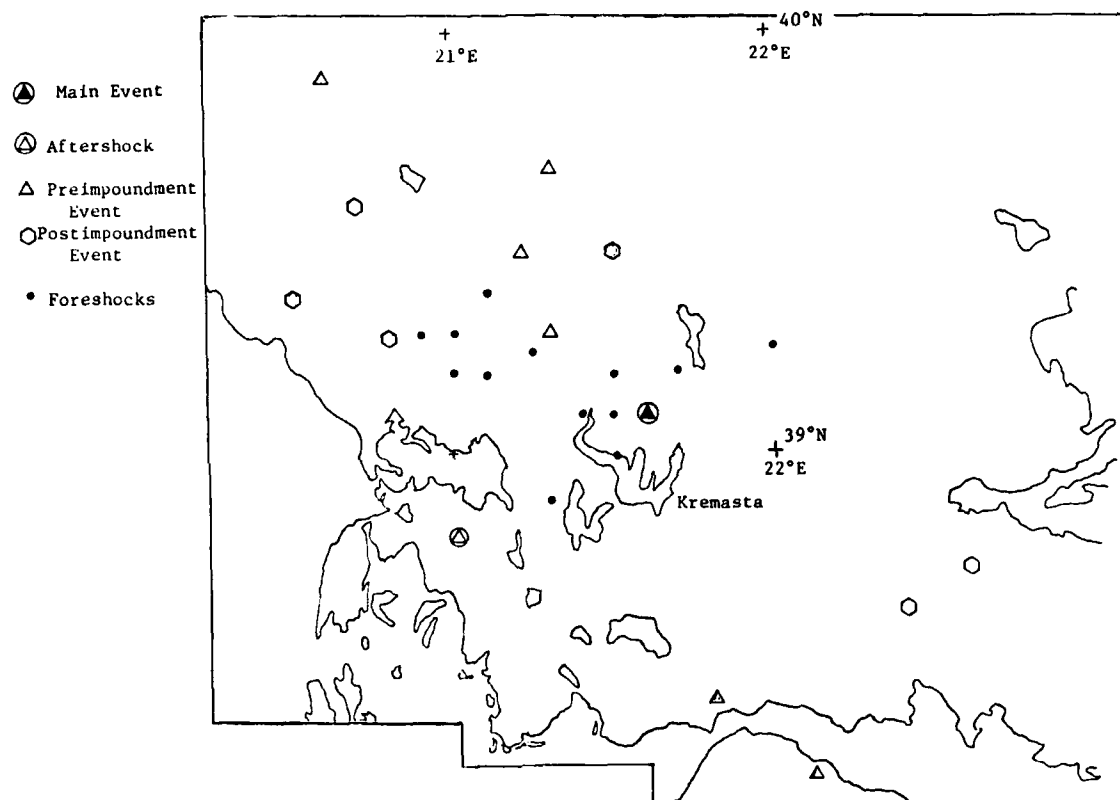 40°N
21°E
22°E
Main Event
Aftershock
Preimpoundment
Event
Postimpoundment
Event
Foreshocks
39°N
22°E
Kremasta